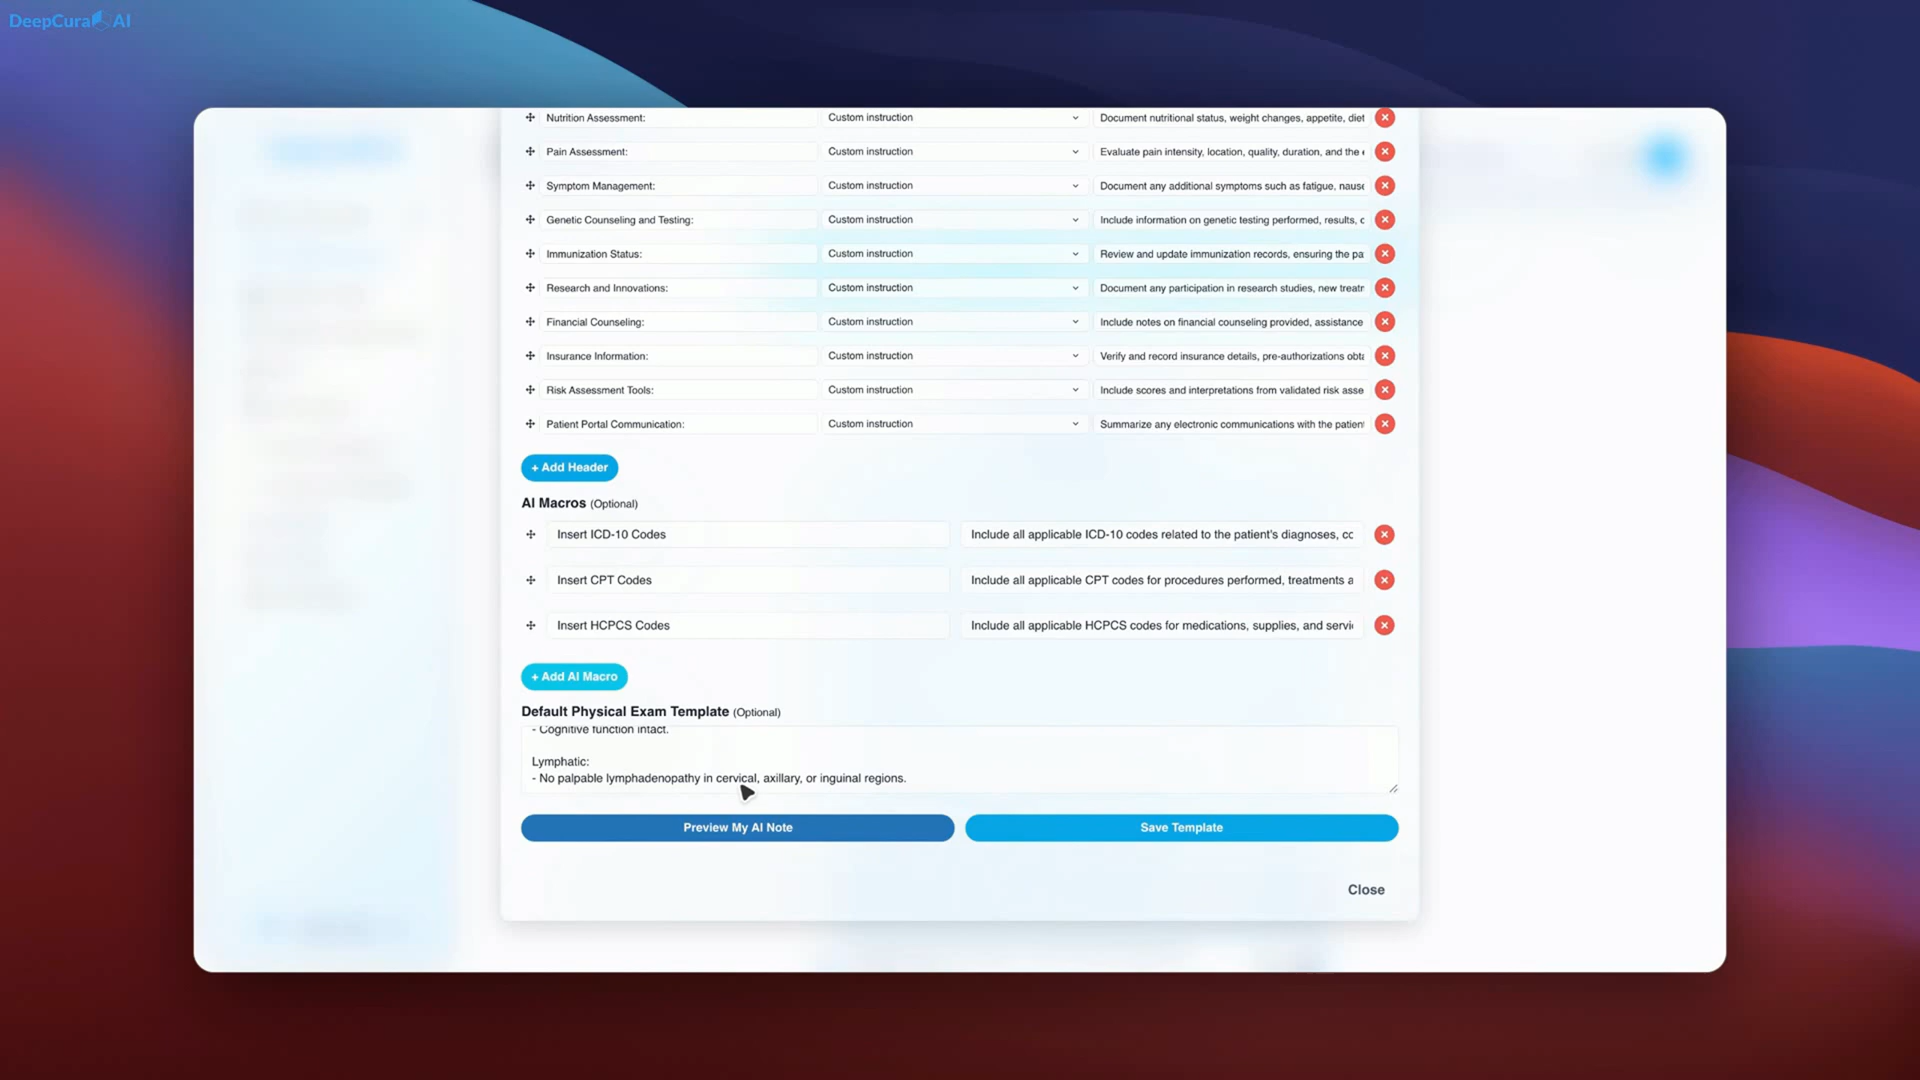 DeepCura AI
Nutrition Assessment: Custom instruction Document nutritional status, weight changes, appetite, diet
Pain Assessment: Custom instruction Evaluate pain intensity, location, quality, duration, and the
Symptom Management: Custom instruction Document any additional symptoms such as fatigue, nause
Genetic Counseling and Testing: Custom instruction Include information on genetic testing performed, results, c
Immunization Status: Custom instruction Review and update immunization records, ensuring the pa
Research and Innovations: Custom instruction Document any participation in research studies, new treatr
Financial Counseling: Custom instruction Include notes on financial counseling provided, assistance
Insurance Information: Custom instruction Verify and record insurance details, pre-authorizations obta
Risk Assessment Tools: Custom instruction Include scores and interpretations from validated risk asse
Patient Portal Communication: Custom instruction Summarize any electronic communications with the patient
+ Add Header
AI Macros (Optional)
Insert ICD-10 Codes Include all applicable ICD-10 codes related to the patient's diagnoses, cc
Insert CPT Codes Include all applicable CPT codes for procedures performed, treatments a
Insert HCPCS Codes Include all applicable HCPCS codes for medications, supplies, and servi
+ Add AI Macro
Default Physical Exam Template (Optional)
- Cognitive function intact.
Lymphatic:
- No palpable lymphadenopathy in cervical, axillary, or inguinal regions.
Preview My AI Note Save Template
Close